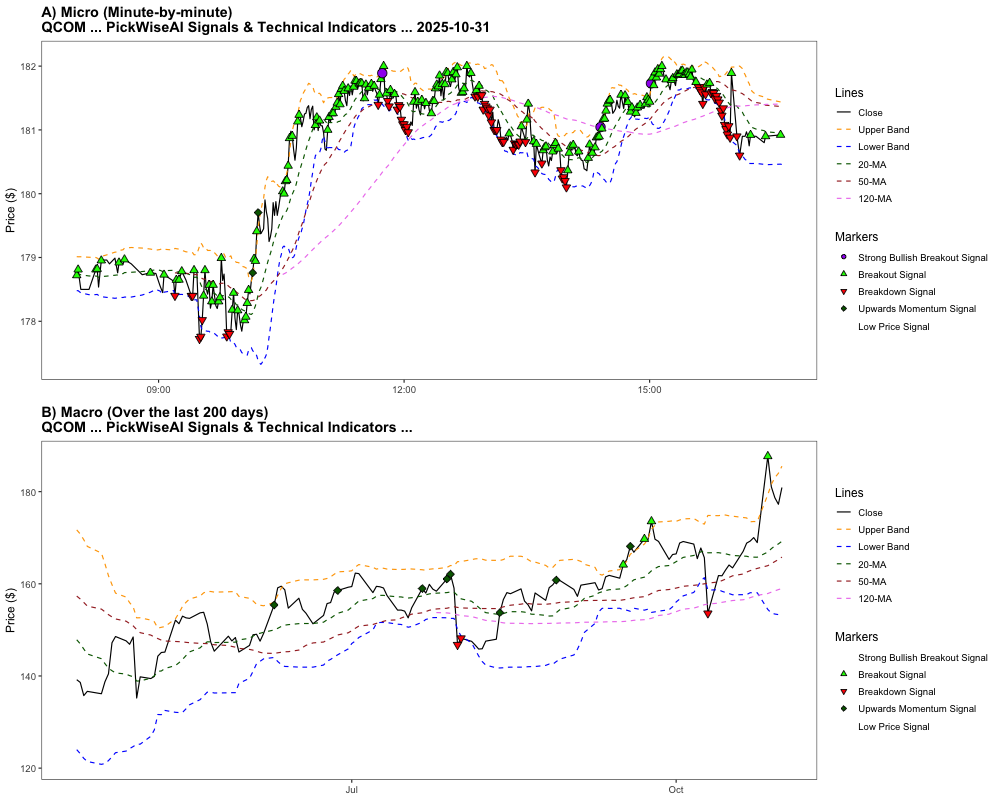 A) Micro (Minute-by-minute)
QCOM ... PickWiseAI Signals & Technical Indicators ... 2025-10-31
Price ($)
182
181
180
179
178
09:00
12:00
15:00
Lines
Close
Upper Band
Lower Band
20-MA
50-MA
120-MA
Markers
Strong Bullish Breakout Signal
Breakout Signal
Breakdown Signal
Upwards Momentum Signal
Low Price Signal
B) Macro (Over the last 200 days)
QCOM ... PickWiseAI Signals & Technical Indicators ...
Price ($)
180
160
140
120
Jul
Oct
Lines
Close
Upper Band
Lower Band
20-MA
50-MA
120-MA
Markers
Strong Bullish Breakout Signal
Breakout Signal
Breakdown Signal
Upwards Momentum Signal
Low Price Signal